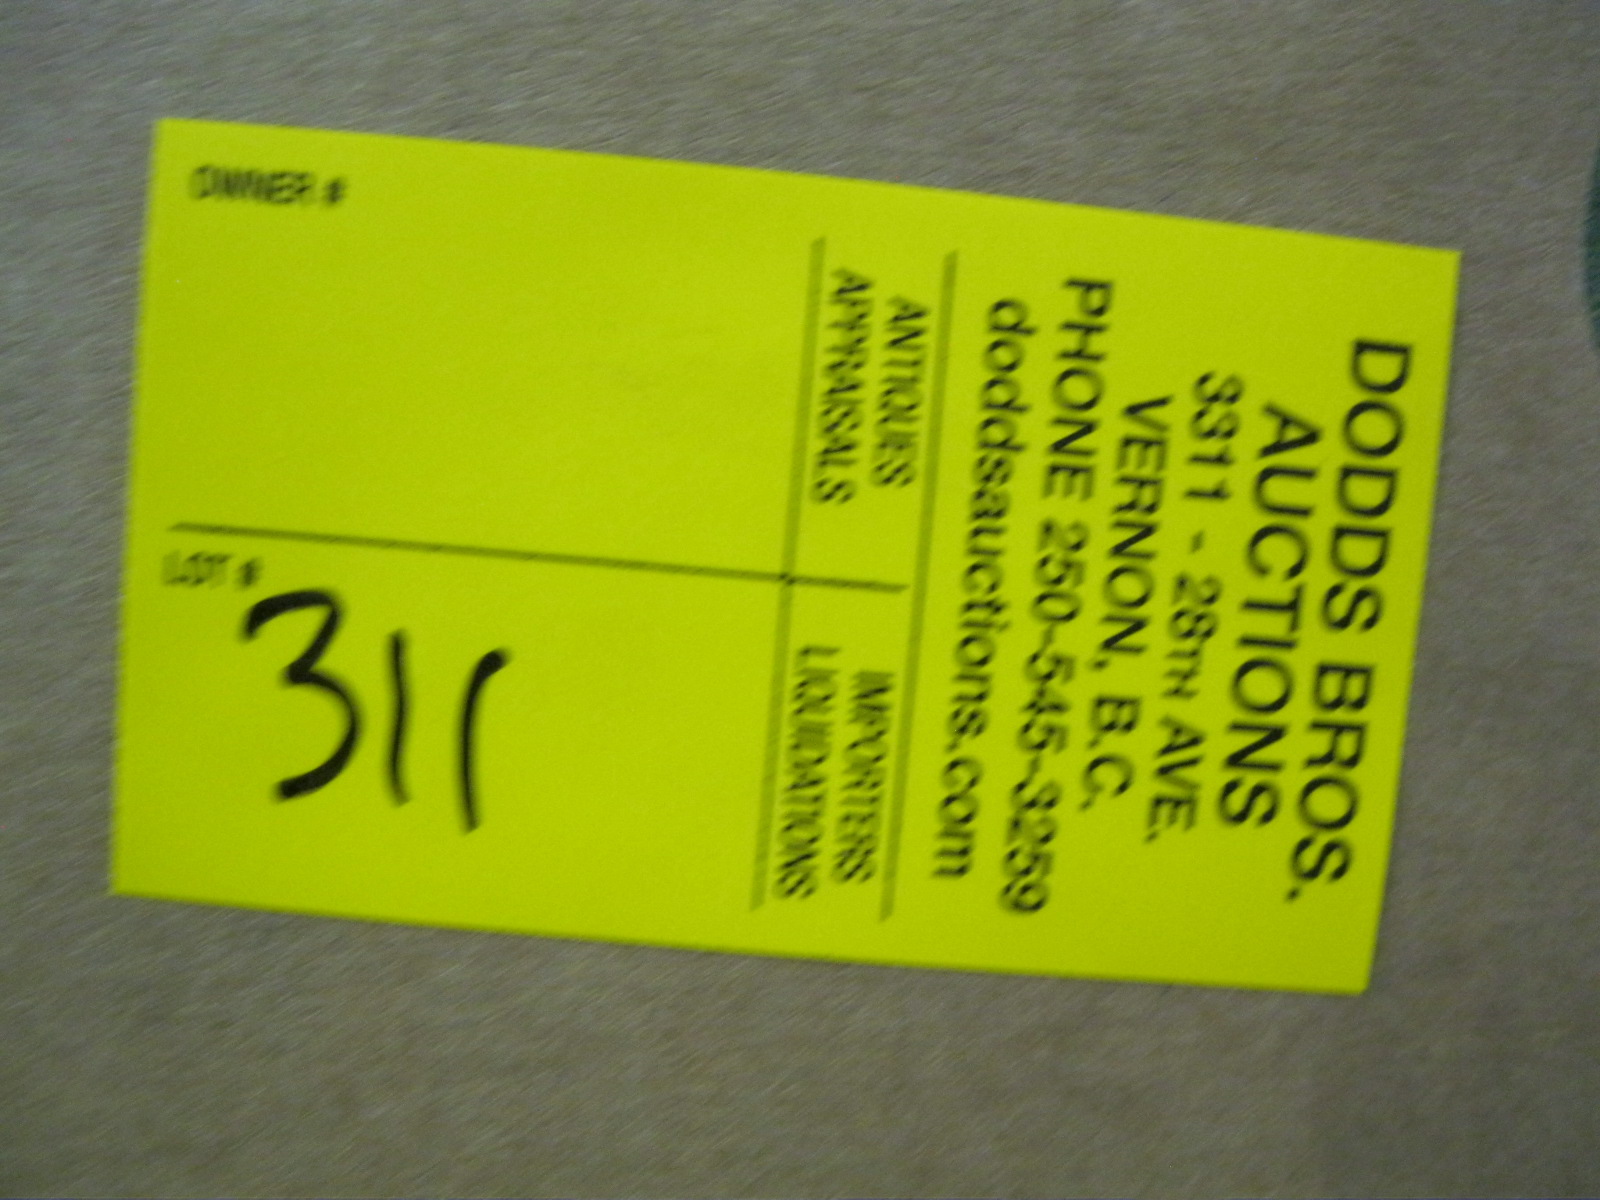 DODDS BROS.
AUCTIONS
3311 - 28TH AVE.
VERNON, B.C.
PHONE 250-545-3259
doddsauctions.com
ANTIQUES
APPRAISALS
IMPORTERS
LIQUIDATIONS
OWNER #
LOT #
311